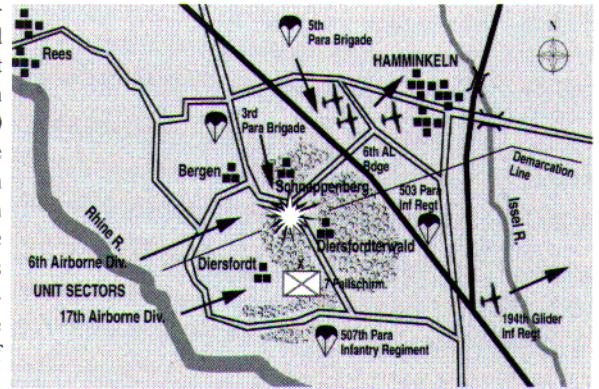 Rees
5th
Para Brigade
HAMMINKELN
N
3rd
Para Brigade
6th AL
Bdge
Demarcation
Line
Bergen
Schneppenberg
503 Para
Inf Regt
Rhine R.
Issel R.
6th Airborne Div.
Diersfordterwald
Diersfordt
UNIT SECTORS
7 Fallschirm.
17th Airborne Div.
194th Glider
Inf Regt
507th Para
Infantry Regiment